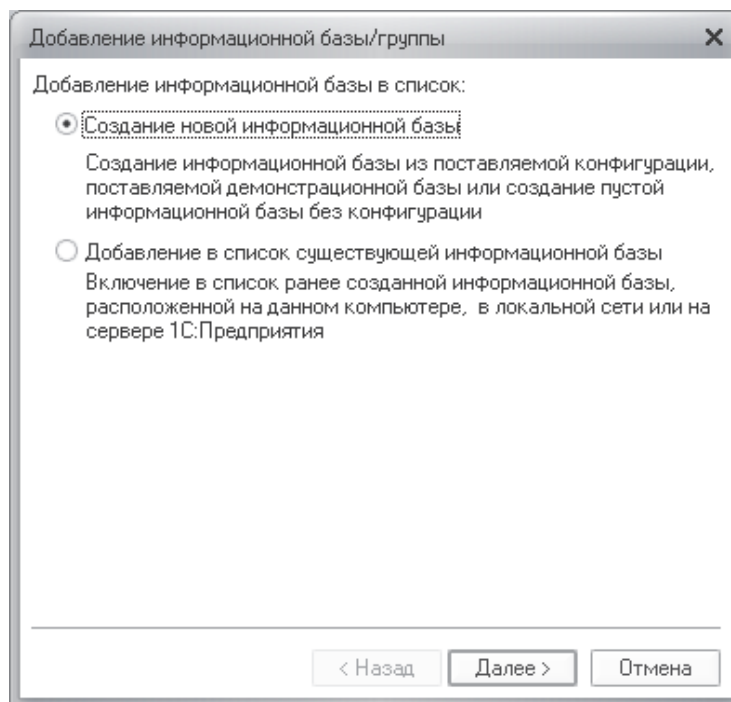 Добавление информационной базы/группы
Добавление информационной базы в список:
Создание новой информационной базы
Создание информационной базы из поставляемой конфигурации,
поставляемой демонстрационной базы или создание пустой
информационной базы без конфигурации
Добавление в список существующей информационной базы
Включение в список ранее созданной информационной базы,
расположенной на данном компьютере, в локальной сети или на
сервере 1С:Предприятия
< Назад Далее > Отмена